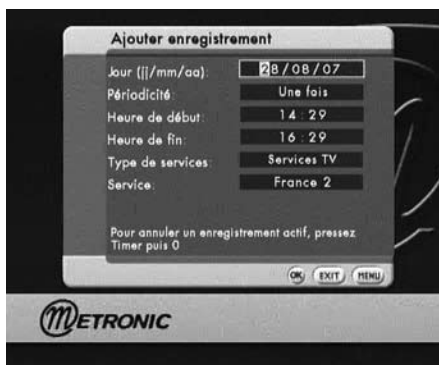 Ajouter enregistrement
Jour (jj/mm/aa): 28/08/07
Périodicité: Une fois
Heure de début: 14:29
Heure de fin: 16:29
Type de services: Services TV
Service: France 2
Pour annuler un enregistrement actif, pressez
Timer puis 0
OK EXIT MENU
METRONIC